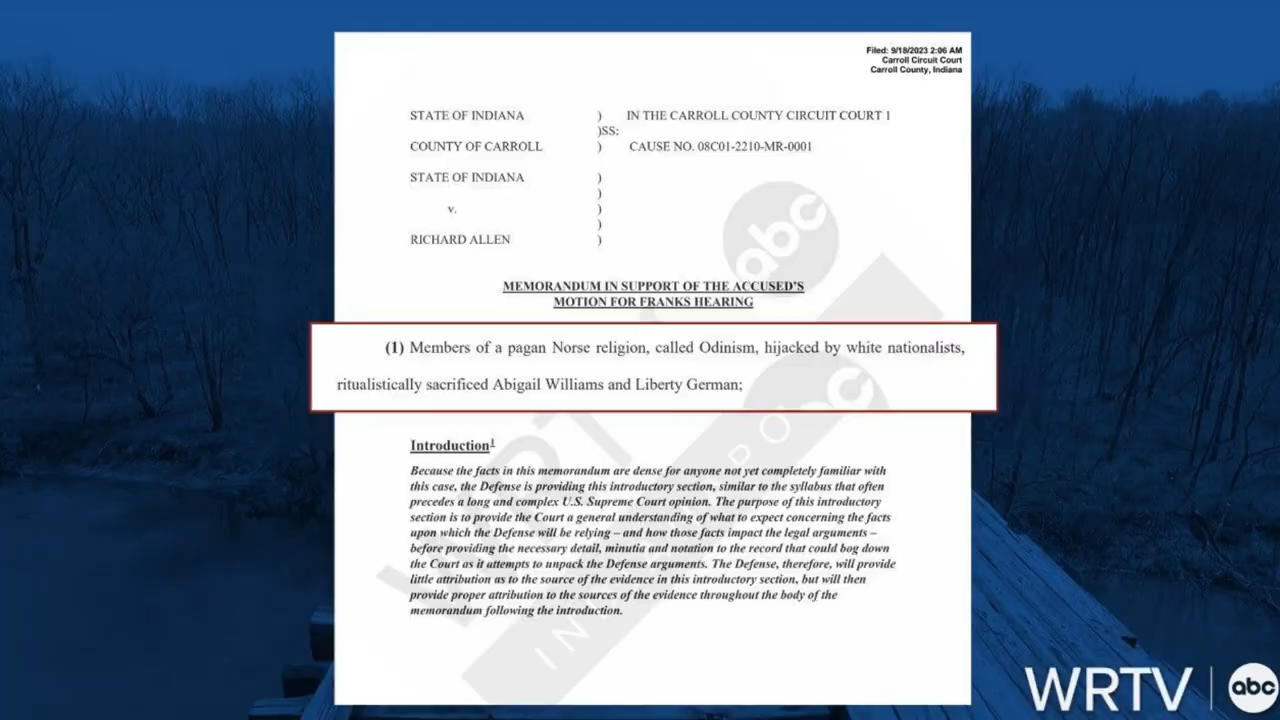 Filed: 9/18/2023 2:06 AM
Carroll Circuit Court
Carroll County, Indiana
STATE OF INDIANA ) IN THE CARROLL COUNTY CIRCUIT COURT 1
)SS:
COUNTY OF CARROLL ) CAUSE NO. 08C01-2210-MR-0001
STATE OF INDIANA )
)
v. )
)
RICHARD ALLEN )
MEMORANDUM IN SUPPORT OF THE ACCUSED'S
MOTION FOR FRANKS HEARING
(1) Members of a pagan Norse religion, called Odinism, hijacked by white nationalists,
ritualistically sacrificed Abigail Williams and Liberty German;
Introduction1
Because the facts in this memorandum are dense for anyone not yet completely familiar with
this case, the Defense is providing this introductory section, similar to the syllabus that often
precedes a long and complex U.S. Supreme Court opinion. The purpose of this introductory
section is to provide the Court a general understanding of what to expect concerning the facts
upon which the Defense will be relying – and how those facts impact the legal arguments –
before providing the necessary detail, minutia and notation to the record that could bog down
the Court as it attempts to unpack the Defense arguments. The Defense, therefore, will provide
little attribution as to the source of the evidence in this introductory section, but will then
provide proper attribution to the sources of the evidence throughout the body of the
memorandum following the introduction.
abc
WRTV abc